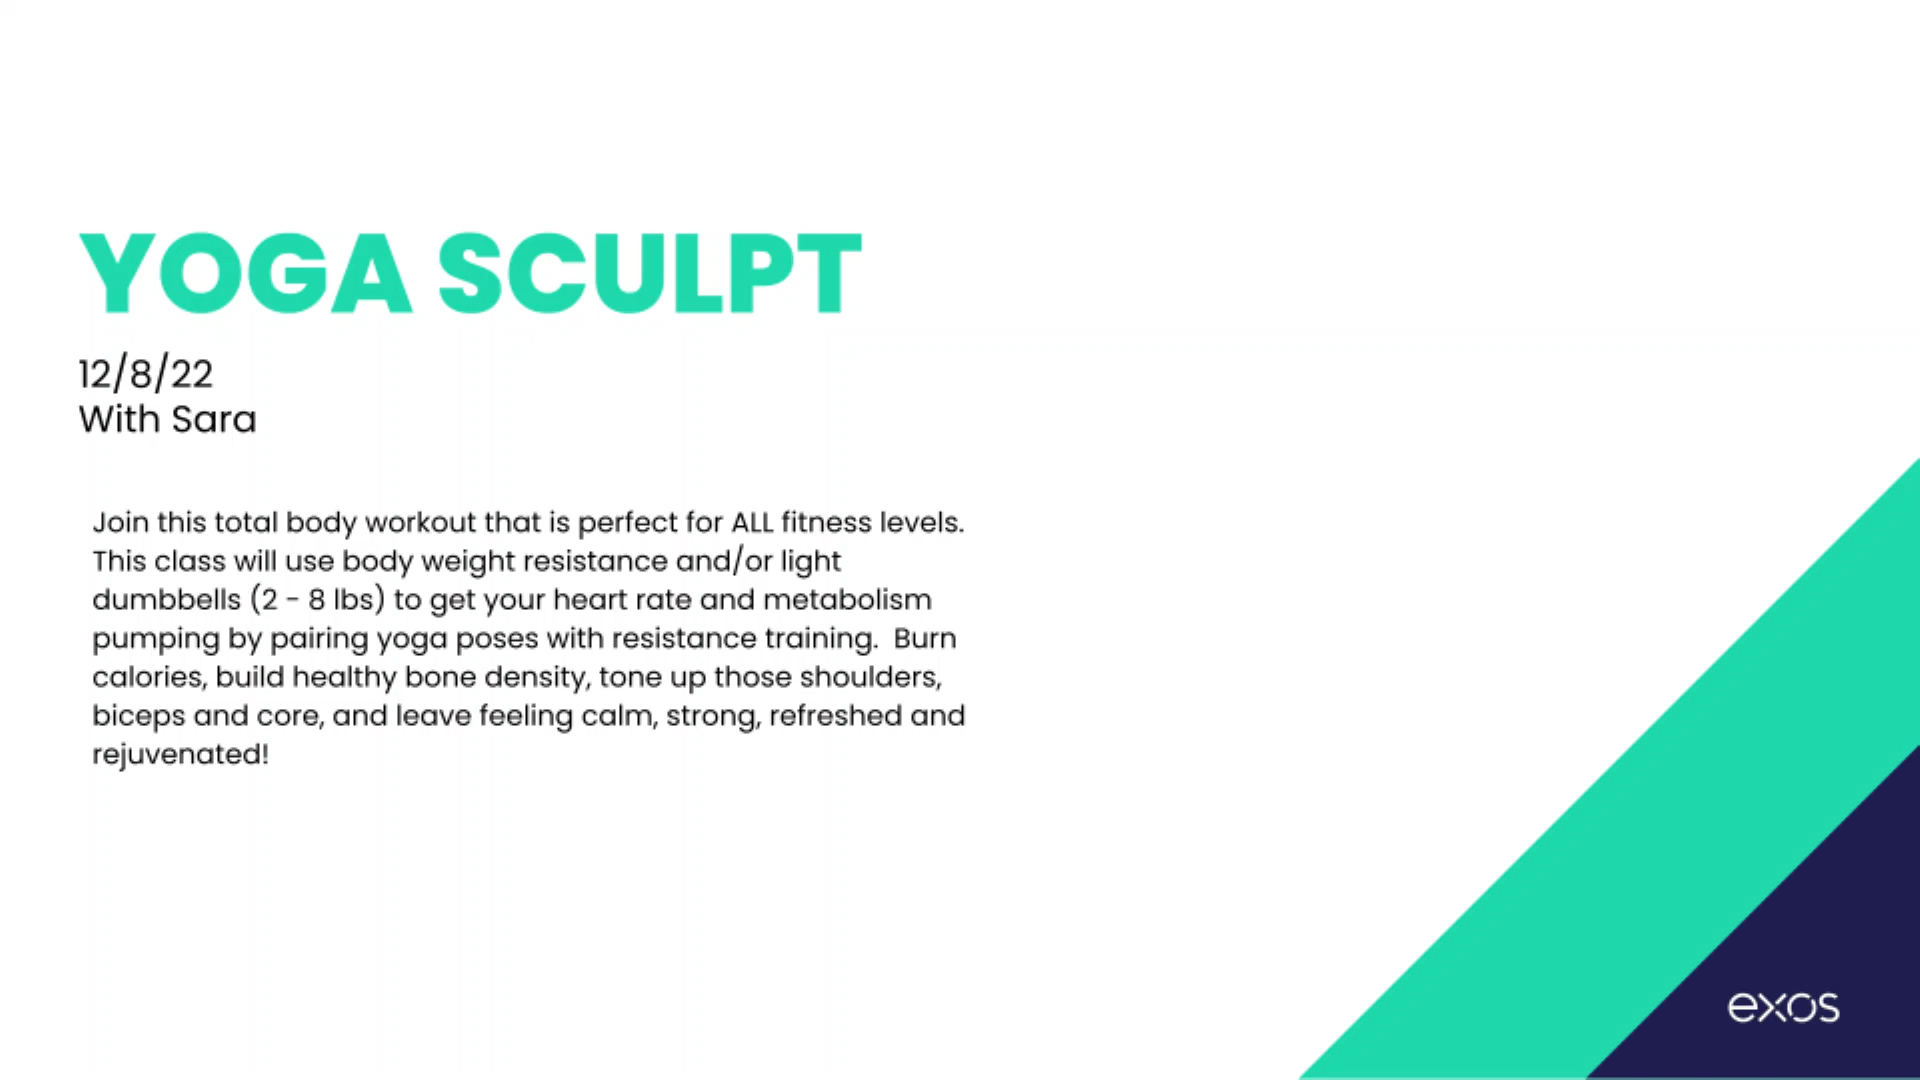 YOGA SCULPT
12/8/22
With Sara
Join this total body workout that is perfect for ALL fitness levels.
This class will use body weight resistance and/or light
dumbbells (2 - 8 lbs) to get your heart rate and metabolism
pumping by pairing yoga poses with resistance training.  Burn
calories, build healthy bone density, tone up those shoulders,
biceps and core, and leave feeling calm, strong, refreshed and
rejuvenated!
exos